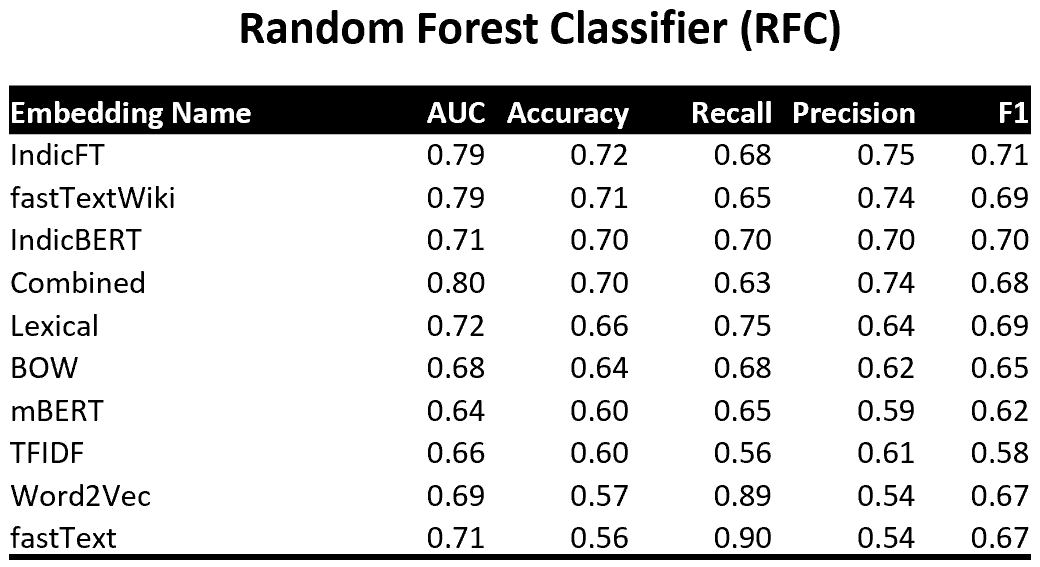 Random Forest Classifier (RFC)
Embedding Name AUC Accuracy Recall Precision F1
IndicFT 0.79 0.72 0.68 0.75 0.71
fastTextWiki 0.79 0.71 0.65 0.74 0.69
IndicBERT 0.71 0.70 0.70 0.70 0.70
Combined 0.80 0.70 0.63 0.74 0.68
Lexical 0.72 0.66 0.75 0.64 0.69
BOW 0.68 0.64 0.68 0.62 0.65
mBERT 0.64 0.60 0.65 0.59 0.62
TFIDF 0.66 0.60 0.56 0.61 0.58
Word2Vec 0.69 0.57 0.89 0.54 0.67
fastText 0.71 0.56 0.90 0.54 0.67